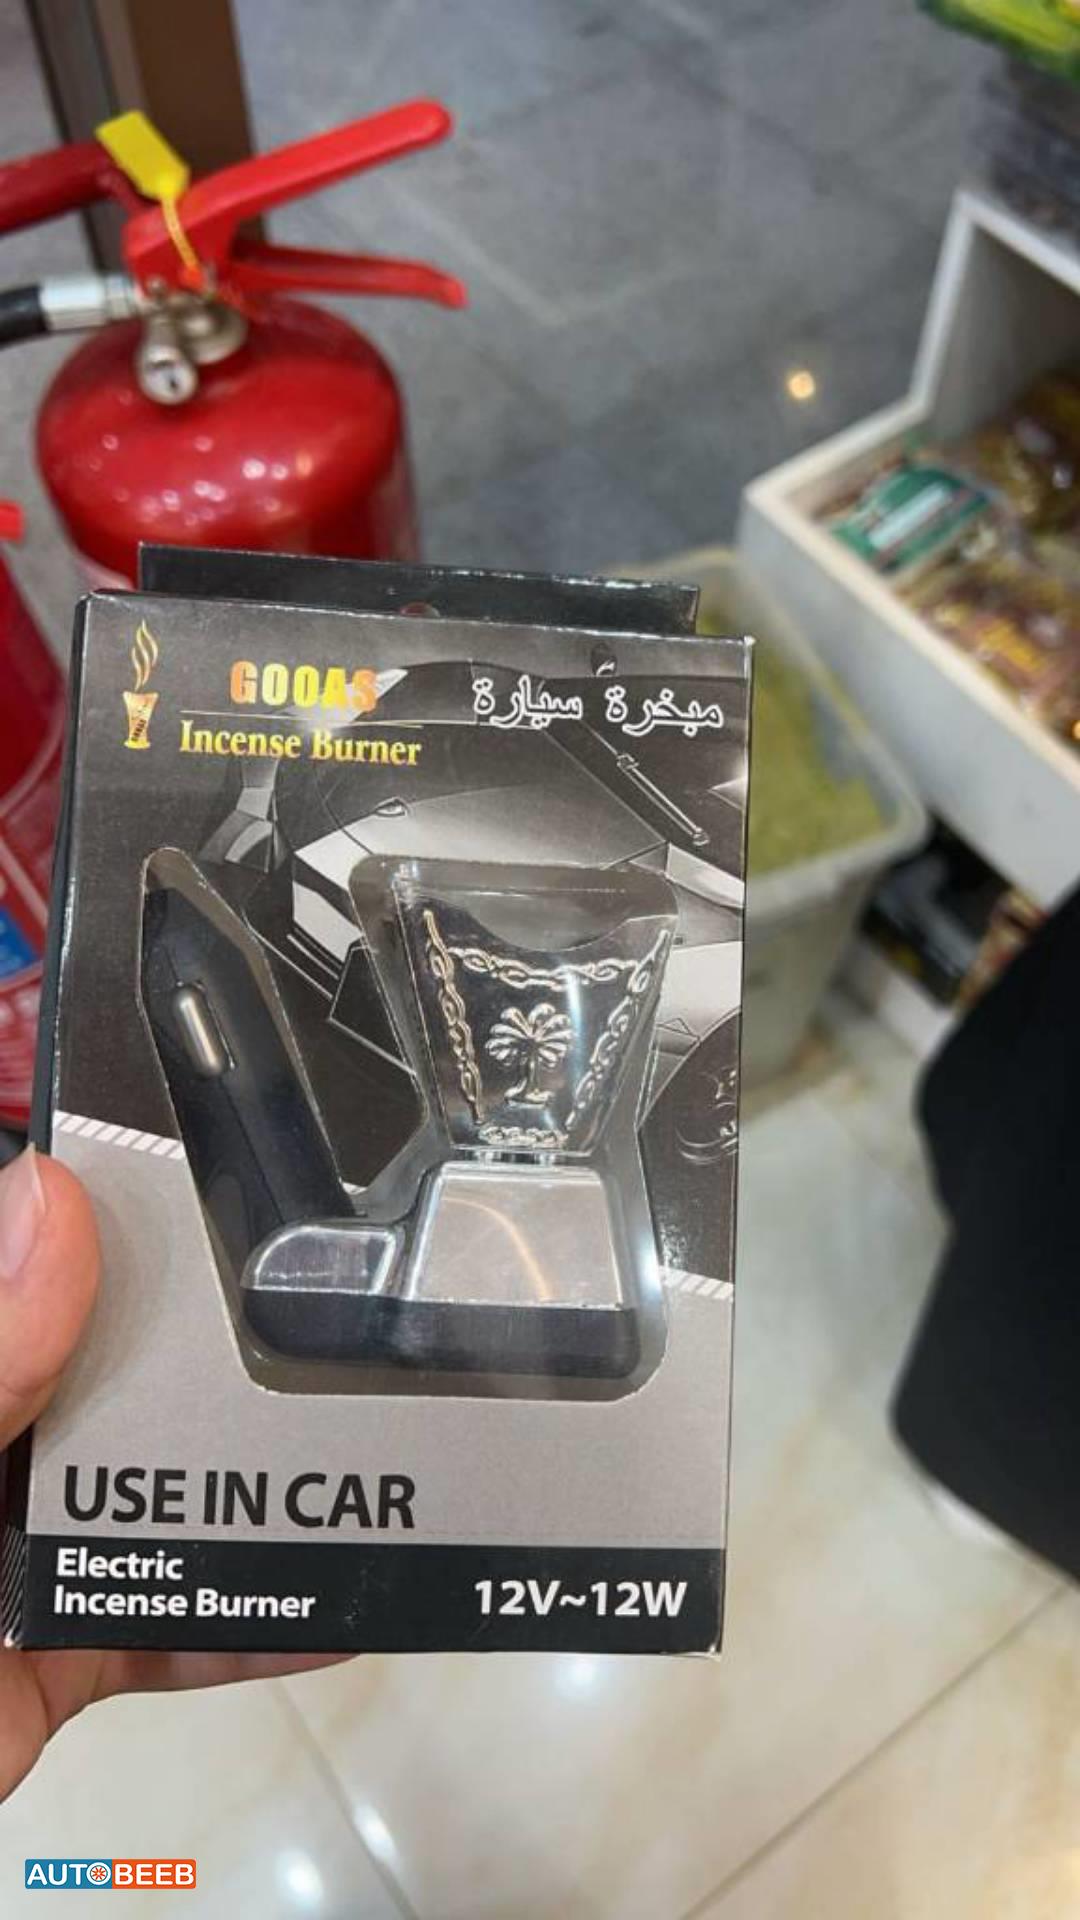 GOOAS
Incense Burner
مبخرة سيارة
USE IN CAR
Electric
Incense Burner
12V~12W
AUTOBEEB